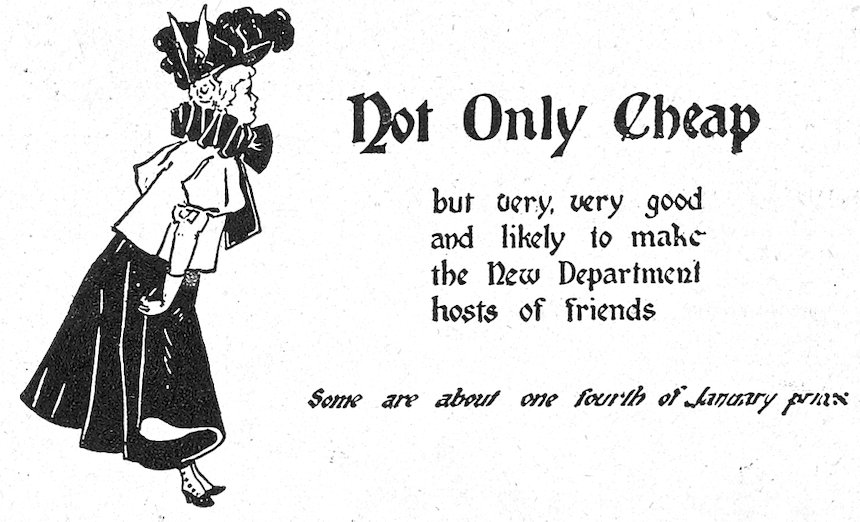 Not Only Cheap
but very, very good
and likely to make
the New Department
hosts of friends
Some are about one fourth of January prices